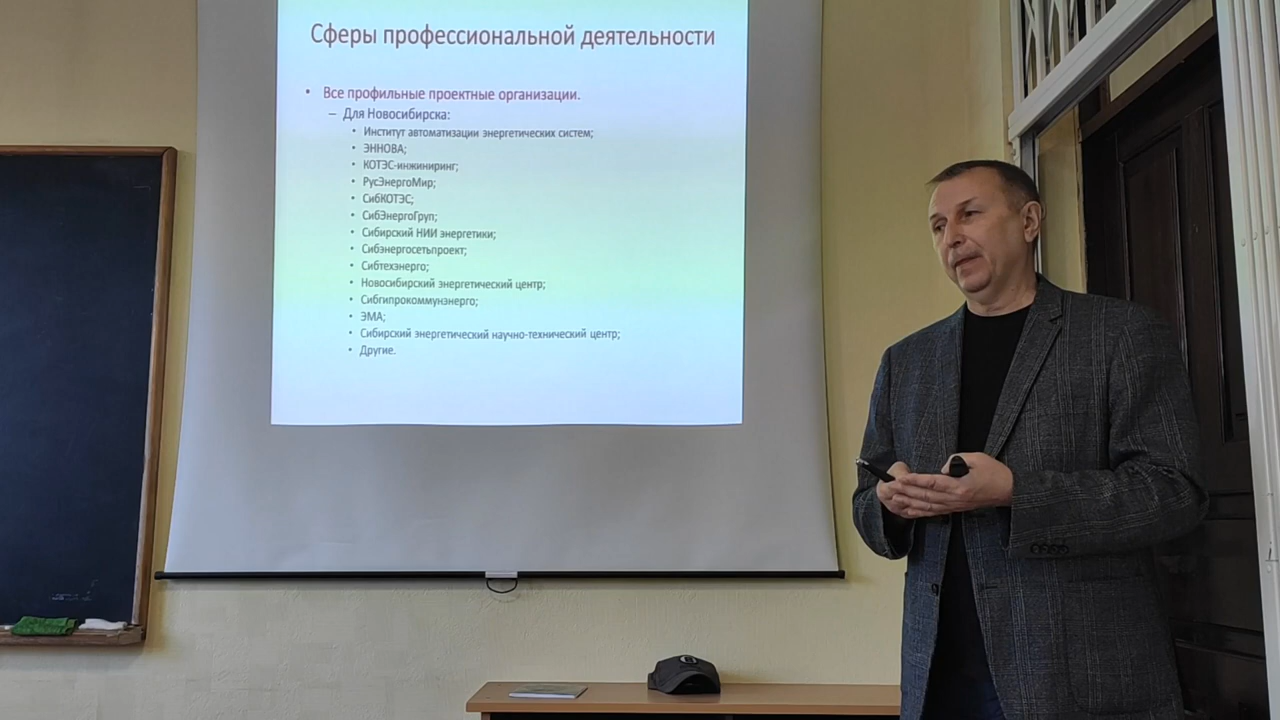 Сферы профессиональной деятельности
• Все профильные проектные организации.
– Для Новосибирска:
• Институт автоматизации энергетических систем;
• ЭННОВА;
• КОТЭС-инжиниринг;
• РусЭнергоМир;
• СибКОТЭС;
• СибЭнергоГруп;
• Сибирский НИИ энергетики;
• Сибэнергосетьпроект;
• Сибтехэнерго;
• Новосибирский энергетический центр;
• Сибгипрокоммунэнерго;
• ЭМА;
• Сибирский энергетический научно-технический центр;
• Другие.